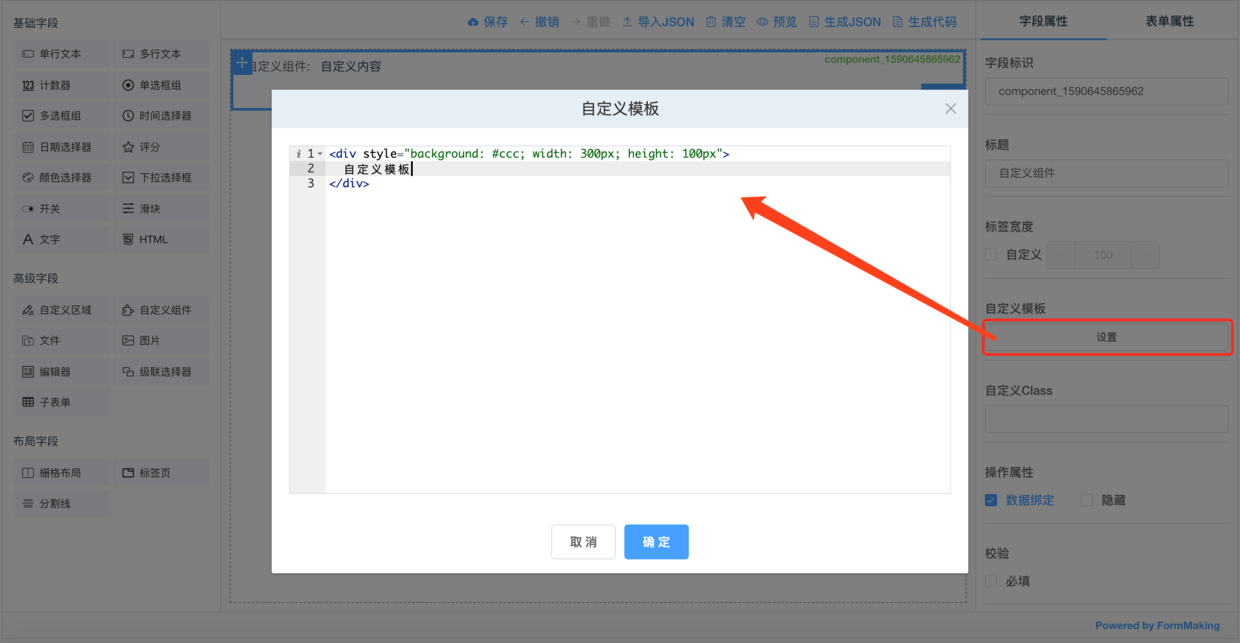 基础字段
单行文本
多行文本
计数器
单选框组
多选框组
时间选择器
日期选择器
评分
颜色选择器
下拉选择框
开关
滑块
文字
HTML
高级字段
自定义区域
自定义组件
文件
图片
编辑器
级联选择器
子表单
布局字段
栅格布局
标签页
分割线
保存 撤销 重做 导入JSON 清空 预览 生成JSON 生成代码
自定义组件: 自定义内容
component_1590645865962
自定义模板
1 <div style="background: #ccc; width: 300px; height: 100px">
2 自定义模板
3 </div>
取消 确定
字段属性 表单属性
字段标识
component_1590645865962
标题
自定义组件
标签宽度
自定义 100
自定义模板
设置
自定义Class
操作属性
数据绑定 隐藏
校验
必填
Powered by FormMaking